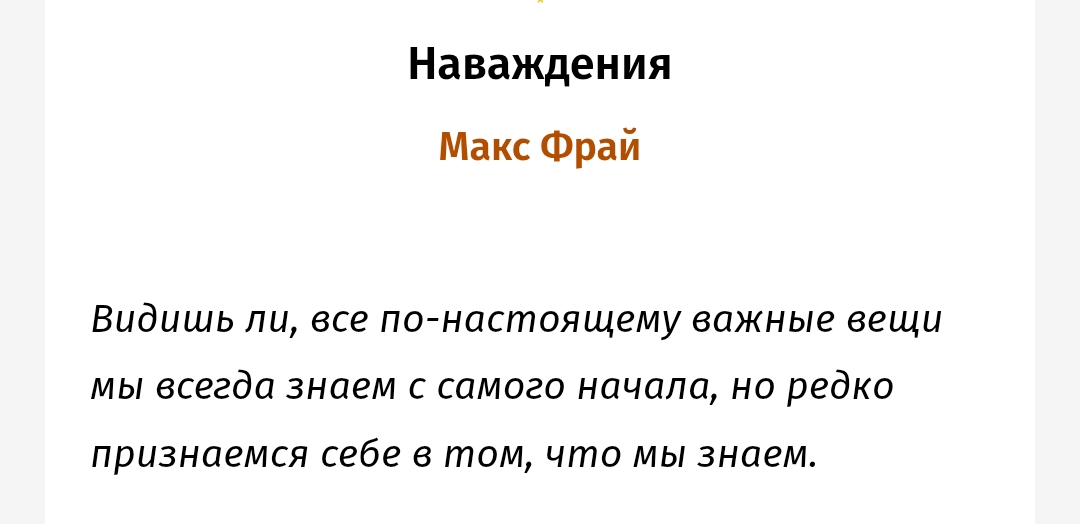 Наваждения
Макс Фрай
Видишь ли, все по-настоящему важные вещи
мы всегда знаем с самого начала, но редко
признаемся себе в том, что мы знаем.